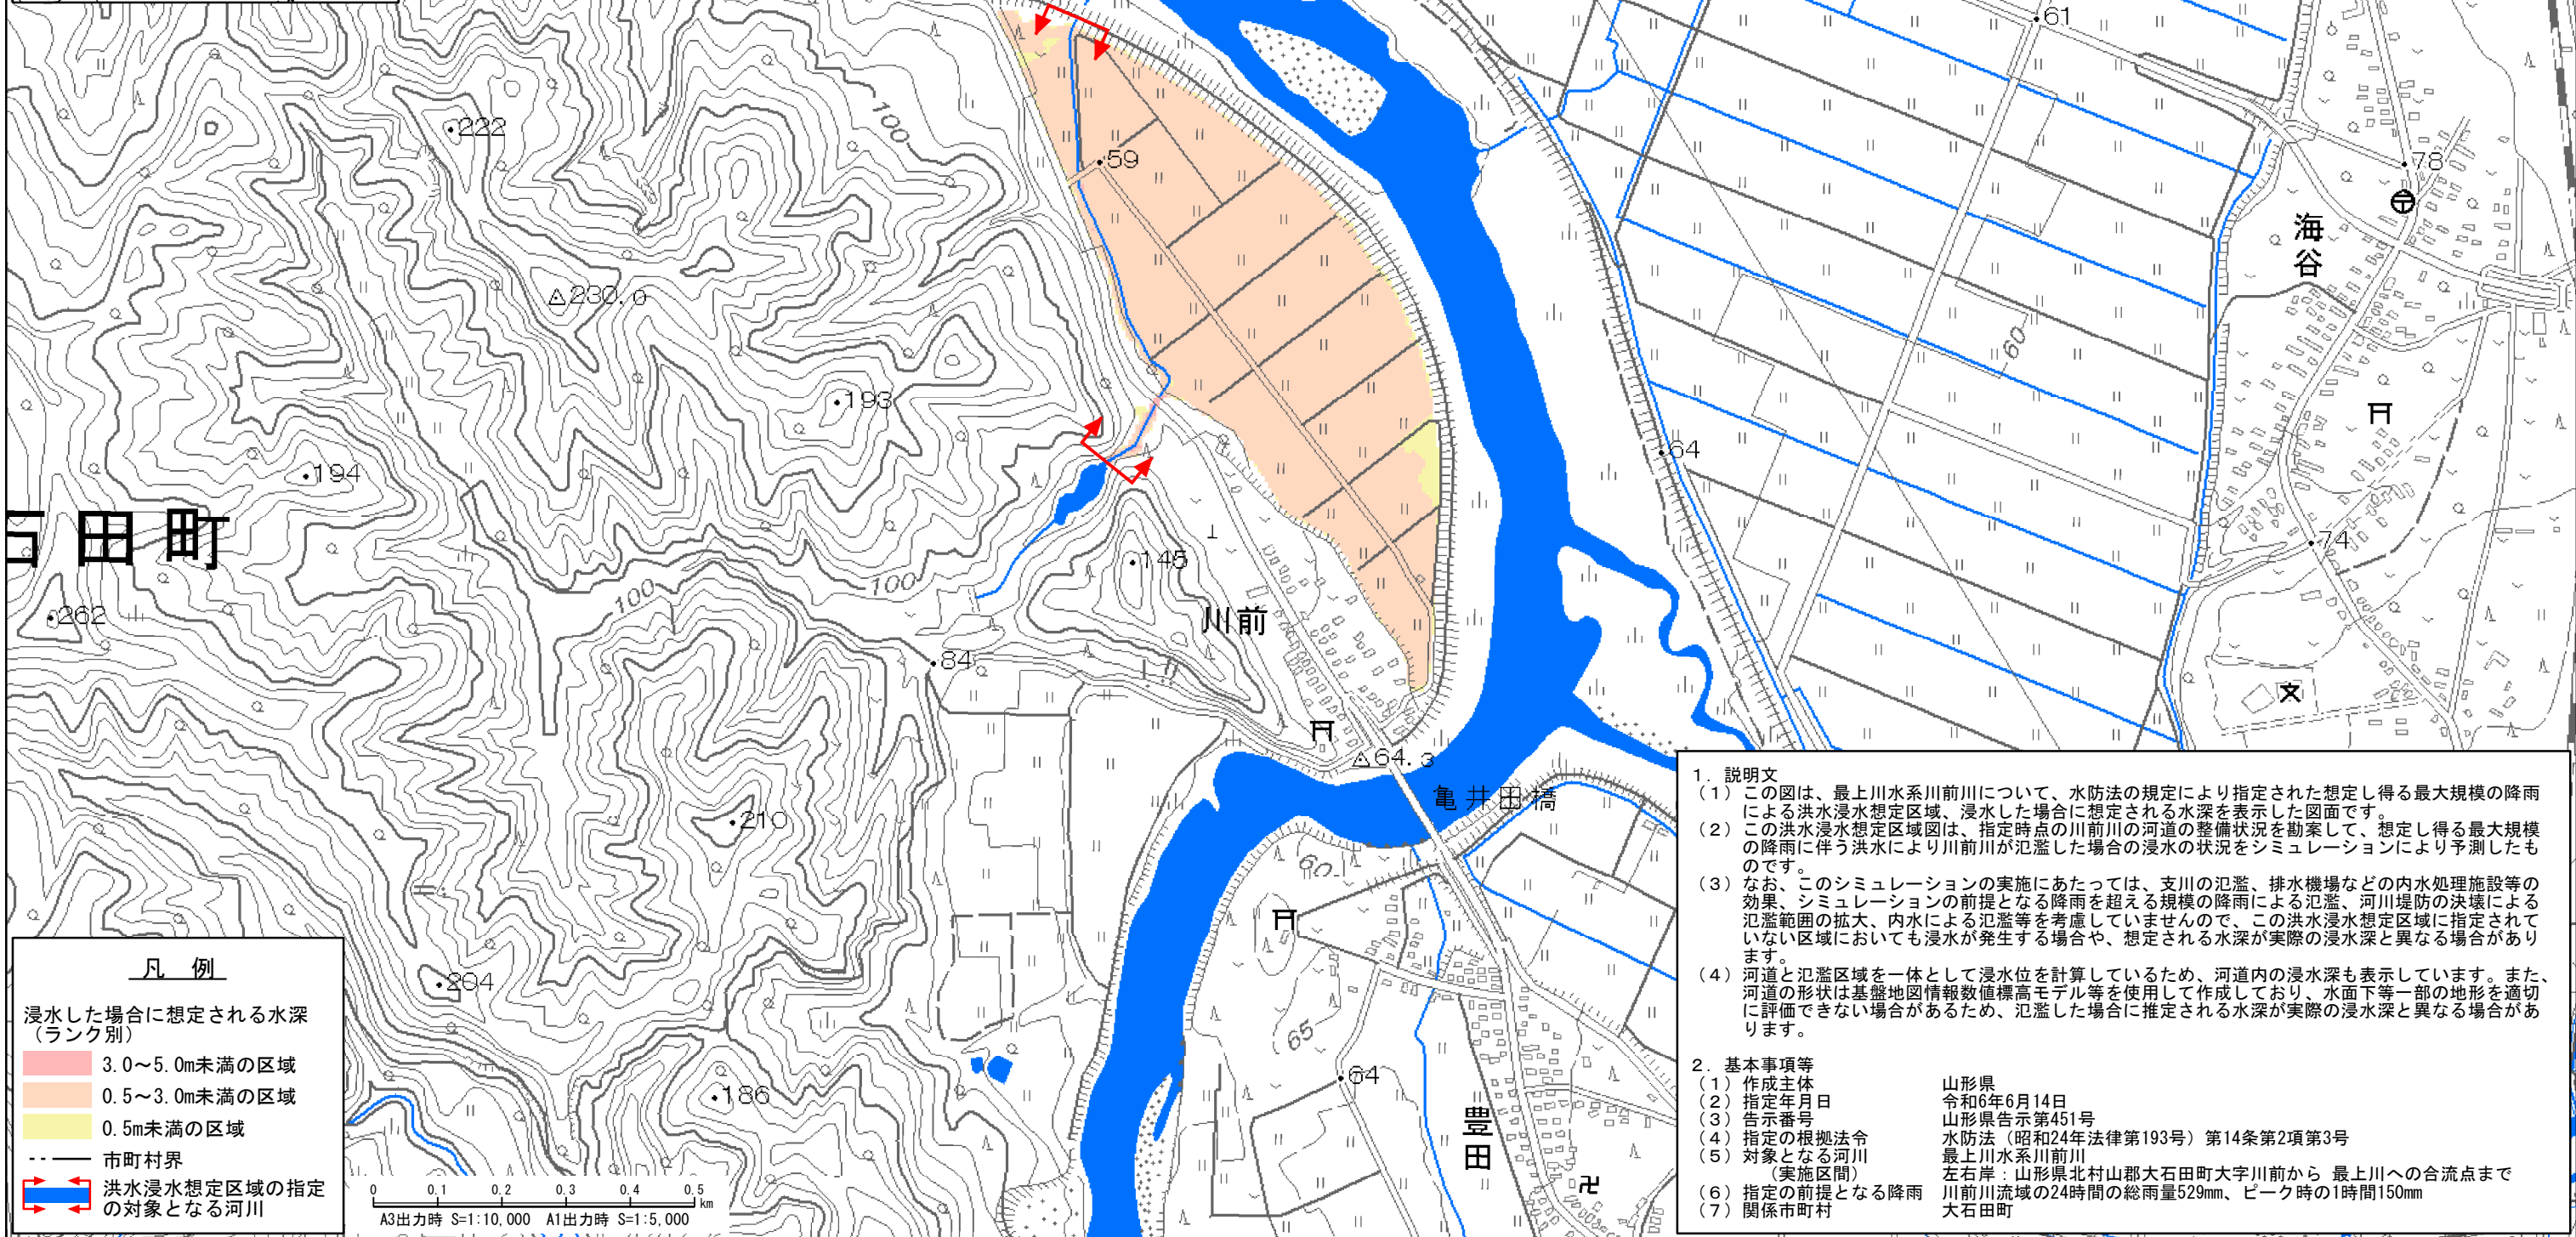 61
222
100
59
78
海谷
230.0
60
193
64
194
石田町
74
145
100
100
262
川前
84
64.3
亀井田橋
210
60
204
65
64
186
豊田
凡 例
浸水した場合に想定される水深
(ランク別)
3.0~5.0m未満の区域
0.5~3.0m未満の区域
0.5m未満の区域
市町村界
洪水浸水想定区域の指定
の対象となる河川
0 0.1 0.2 0.3 0.4 0.5
km
A3出力時 S=1:10,000 A1出力時 S=1:5,000
1. 説明文
(1) この図は、最上川水系川前川について、水防法の規定により指定された想定し得る最大規模の降雨
による洪水浸水想定区域、浸水した場合に想定される水深を表示した図面です。
(2) この洪水浸水想定区域図は、指定時点の川前川の河道の整備状況を勘案して、想定し得る最大規模
の降雨に伴う洪水により川前川が氾濫した場合の浸水の状況をシミュレーションにより予測したも
のです。
(3) なお、このシミュレーションの実施にあたっては、支川の氾濫、排水機場などの内水処理施設等の
効果、シミュレーションの前提となる降雨を超える規模の降雨による氾濫、河川堤防の決壊による
氾濫範囲の拡大、内水による氾濫等を考慮していませんので、この洪水浸水想定区域に指定されて
いない区域においても浸水が発生する場合や、想定される水深が実際の浸水深と異なる場合があり
ます。
(4) 河道と氾濫区域を一体として浸水位を計算しているため、河道内の浸水深も表示しています。また、
河道の形状は基盤地図情報数値標高モデル等を使用して作成しており、水面下等一部の地形を適切
に評価できない場合があるため、氾濫した場合に推定される水深が実際の浸水深と異なる場合があ
ります。
2. 基本事項等
(1) 作成主体 山形県
(2) 指定年月日 令和6年6月14日
(3) 告示番号 山形県告示第451号
(4) 指定の根拠法令 水防法(昭和24年法律第193号)第14条第2項第3号
(5) 対象となる河川 最上川水系川前川
(実施区間) 左右岸:山形県北村山郡大石田町大字川前から 最上川への合流点まで
(6) 指定の前提となる降雨 川前川流域の24時間の総雨量529mm、ピーク時の1時間150mm
(7) 関係市町村 大石田町